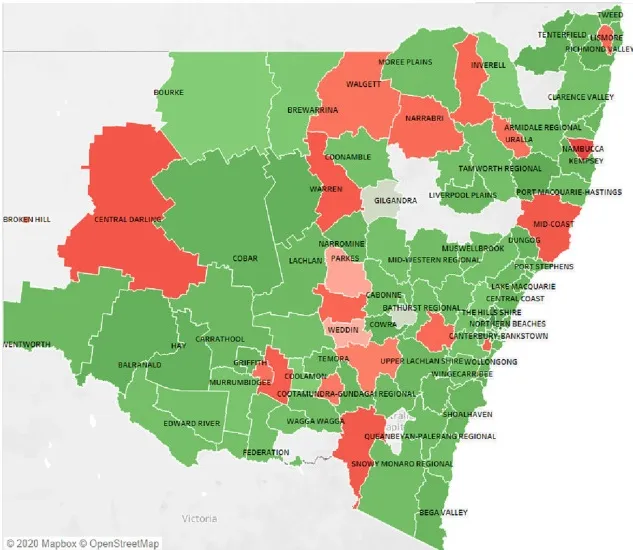 TWEED
TENTERFIELD
LISMORE
RICHMOND VALLEY
MOREE PLAINS
INVERELL
WALGETT
BOURKE
CLARENCE VALLEY
BREWARRINA
NARRABRI
ARMIDALE REGIONAL
URALLA
NAMBUCCA
COONAMBLE
KEMPSEY
TAMWORTH REGIONAL
WARREN
LIVERPOOL PLAINS
PORT MACQUARIE-HASTINGS
GILGANDRA
BROKEN HILL
CENTRAL DARLING
MID-COAST
NARROMINE
MUSWELLBROOK
DUNGOG
COBAR
LACHLAN
PARKES
MID-WESTERN REGIONAL
PORT STEPHENS
LAKE MACQUARIE
CABONNE
CENTRAL COAST
BATHURST REGIONAL
THE HILLS SHIRE
WEDDIN
COWRA
NORTHERN BEACHES
CANTERBURY-BANKSTOWN
WENTWORTH
HAY
CARRATHOOL
BALRANALD
GRIFFITH
TEMORA
UPPER LACHLAN SHIRE
WOLLONGONG
COOLAMON
WINGECARRIBEE
MURRUMBIDGEE
COOTAMUNDRA-GUNDAGAI REGIONAL
SHOALHAVEN
EDWARD RIVER
WAGGA WAGGA
QUEANBEYAN-PALERANG REGIONAL
FEDERATION
SNOWY MONARO REGIONAL
BEGA VALLEY
Victoria
© 2020 Mapbox © OpenStreetMap